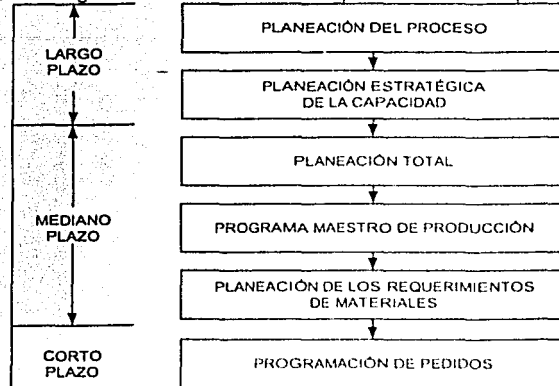 PLANEACIÓN DEL PROCESO
LARGO
PLAZO
PLANEACIÓN ESTRATÉGICA
DE LA CAPACIDAD
PLANEACIÓN TOTAL
MEDIANO
PLAZO
PROGRAMA MAESTRO DE PRODUCCIÓN
PLANEACIÓN DE LOS REQUERIMIENTOS
DE MATERIALES
CORTO
PLAZO
PROGRAMACIÓN DE PEDIDOS